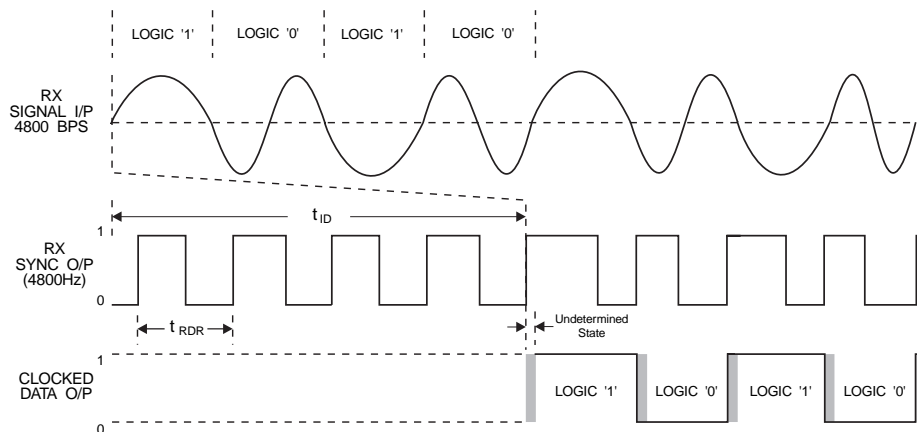 LOGIC '1' LOGIC '0' LOGIC '1' LOGIC '0'
RX
SIGNAL I/P
4800 BPS
t ID
1
RX
SYNC O/P
(4800Hz)
0
t RDR
Undetermined
State
1
CLOCKED
DATA O/P
LOGIC '1' LOGIC '0' LOGIC '1' LOGIC '0'
0